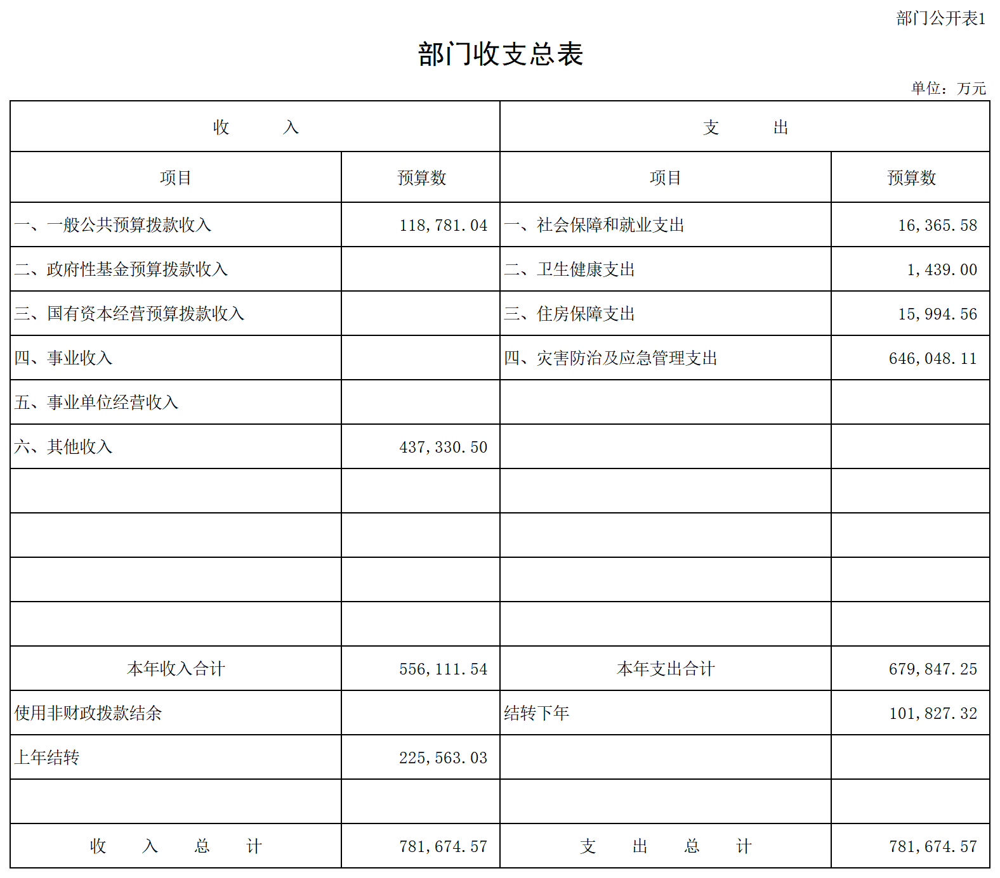 部门公开表1
部门收支总表
单位：万元
收 入 支 出
项目 预算数 项目 预算数
一、一般公共预算拨款收入 118,781.04 一、社会保障和就业支出 16,365.58
二、政府性基金预算拨款收入 二、卫生健康支出 1,439.00
三、国有资本经营预算拨款收入 三、住房保障支出 15,994.56
四、事业收入 四、灾害防治及应急管理支出 646,048.11
五、事业单位经营收入
六、其他收入 437,330.50
本年收入合计 556,111.54 本年支出合计 679,847.25
使用非财政拨款结余 结转下年 101,827.32
上年结转 225,563.03
收 入 总 计 781,674.57 支 出 总 计 781,674.57